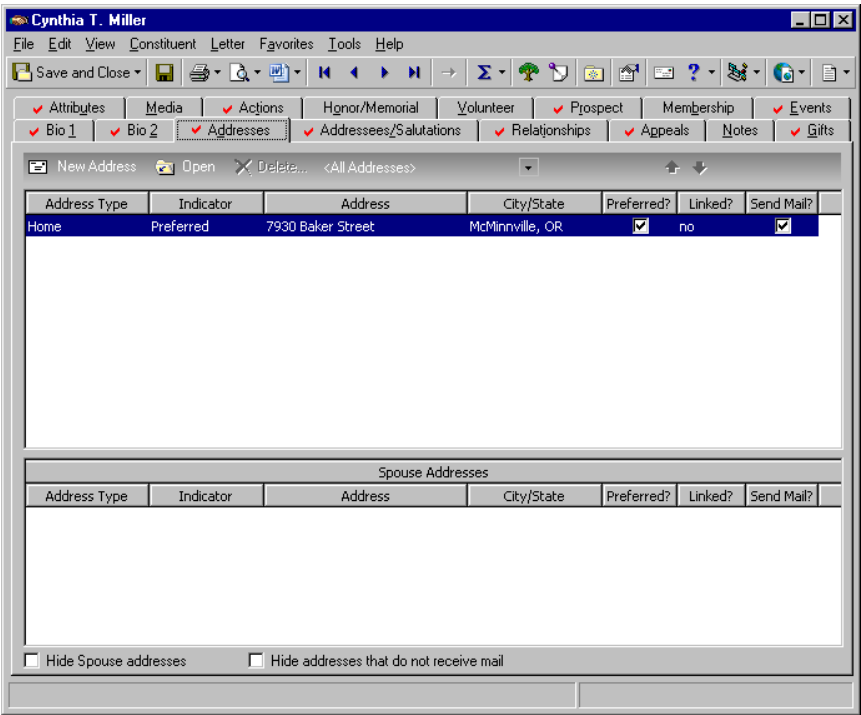 Cynthia T. Miller
File Edit View Constituent Letter Favorites Tools Help
Save and Close
Attributes Media Actions Honor/Memorial Volunteer Prospect Membership Events
Bio 1 Bio 2 Addresses Addressees/Salutations Relationships Appeals Notes Gifts
New Address Open Delete... <All Addresses>
Address Type Indicator Address City/State Preferred? Linked? Send Mail?
Home Preferred 7930 Baker Street McMinnville, OR no
Spouse Addresses
Address Type Indicator Address City/State Preferred? Linked? Send Mail?
Hide Spouse addresses Hide addresses that do not receive mail